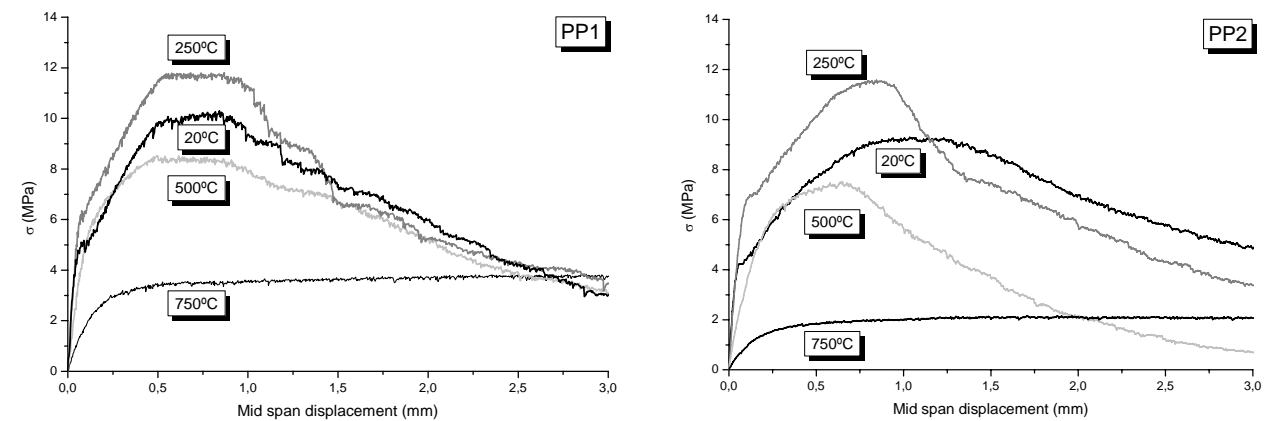 PP1
14
12
10
8
6
4
2
0
σ (MPa)
250ºC
20ºC
500ºC
750ºC
0,0 0,5 1,0 1,5 2,0 2,5 3,0
Mid span displacement (mm)
PP2
14
12
10
8
6
4
2
0
σ (MPa)
250ºC
20ºC
500ºC
750ºC
0,0 0,5 1,0 1,5 2,0 2,5 3,0
Mid span displacement (mm)